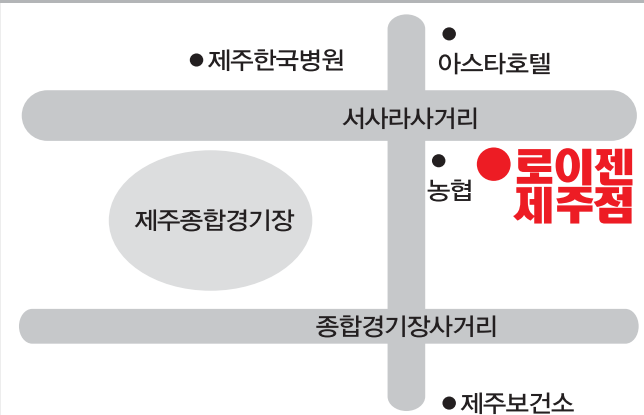 제주한국병원
아스타호텔
서사라사거리
농협
로이젠
제주점
제주종합경기장
종합경기장사거리
제주보건소